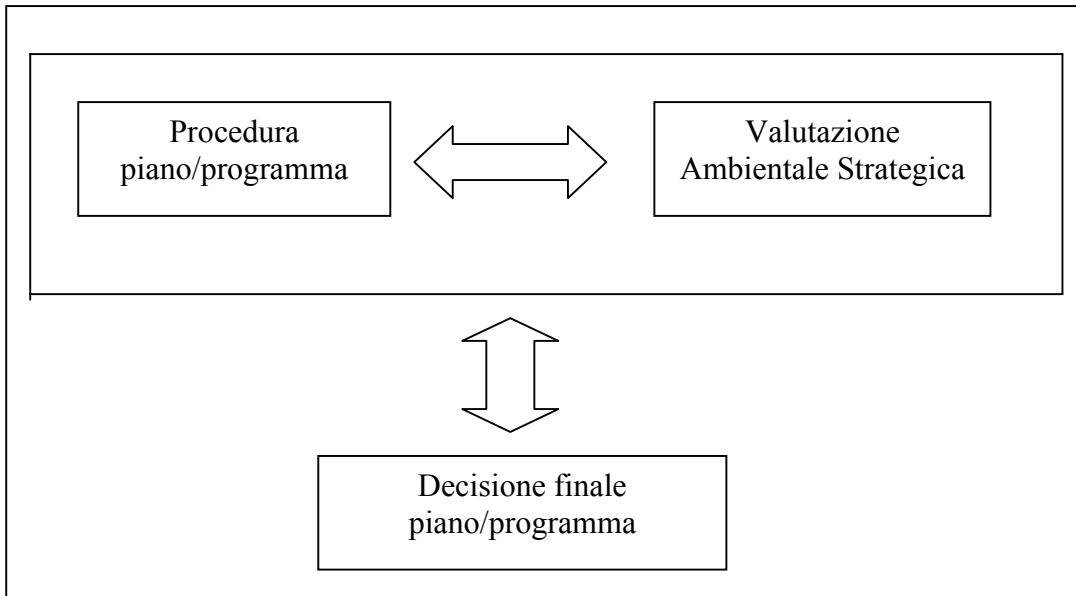 Procedura
piano/programma
Valutazione
Ambientale Strategica
Decisione finale
piano/programma